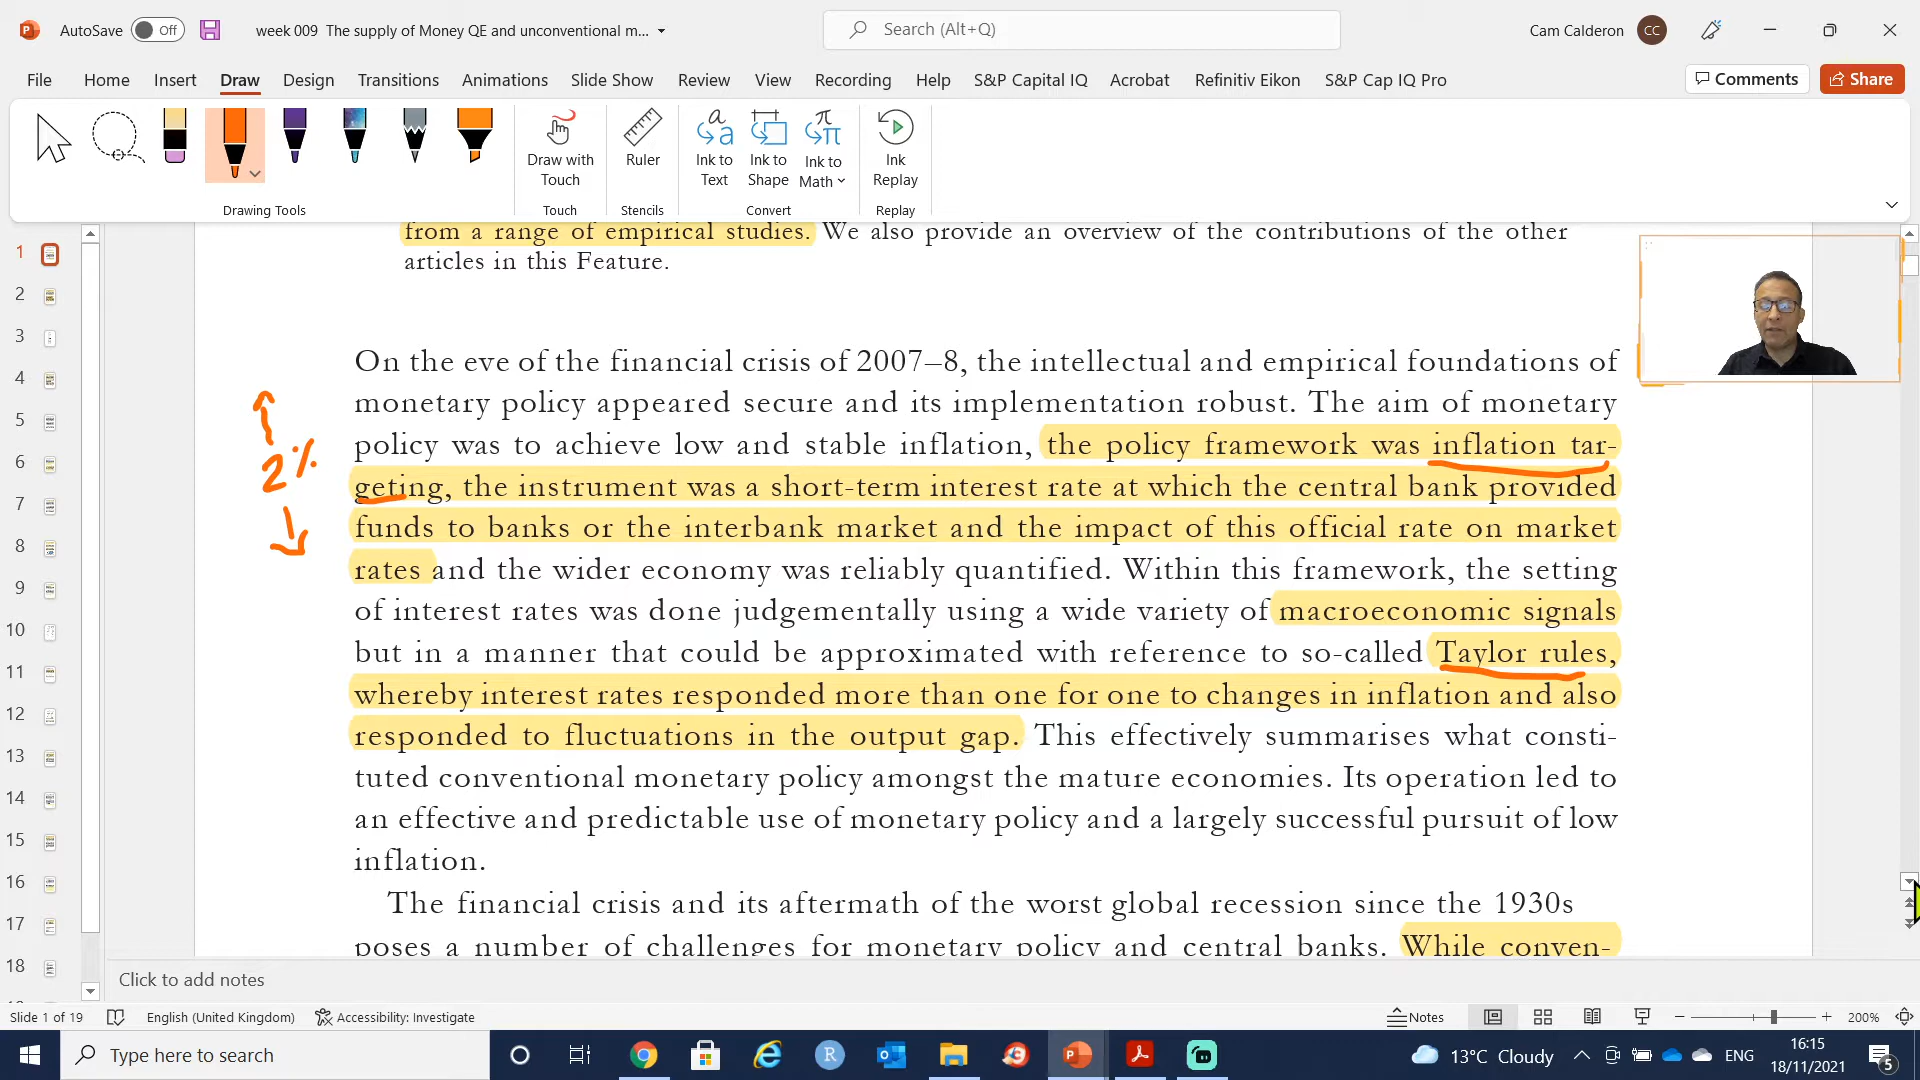 AutoSave Off week 009 The supply of Money QE and unconventional m... Search (Alt+Q) Cam Calderon CC
File Home Insert Draw Design Transitions Animations Slide Show Review View Recording Help S&P Capital IQ Acrobat Refinitiv Eikon S&P Cap IQ Pro Comments Share
Draw with Touch
Ruler
Ink to Text
Ink to Shape
Ink to Math
Ink Replay
Drawing Tools Touch Stencils Convert Replay
from a range of empirical studies. We also provide an overview of the contributions of the other
articles in this Feature.
On the eve of the financial crisis of 2007–8, the intellectual and empirical foundations of
monetary policy appeared secure and its implementation robust. The aim of monetary
policy was to achieve low and stable inflation, the policy framework was inflation tar-
geting, the instrument was a short-term interest rate at which the central bank provided
funds to banks or the interbank market and the impact of this official rate on market
rates and the wider economy was reliably quantified. Within this framework, the setting
of interest rates was done judgementally using a wide variety of macroeconomic signals
but in a manner that could be approximated with reference to so-called Taylor rules,
whereby interest rates responded more than one for one to changes in inflation and also
responded to fluctuations in the output gap. This effectively summarises what consti-
tuted conventional monetary policy amongst the mature economies. Its operation led to
an effective and predictable use of monetary policy and a largely successful pursuit of low
inflation.
The financial crisis and its aftermath of the worst global recession since the 1930s
poses a number of challenges for monetary policy and central banks. While conven-
2%
1
2
3
4
5
6
7
8
9
10
11
12
13
14
15
16
17
18
Click to add notes
Slide 1 of 19 English (United Kingdom) Accessibility: Investigate Notes 200%
Type here to search 13°C Cloudy ENG 16:15
18/11/2021 5